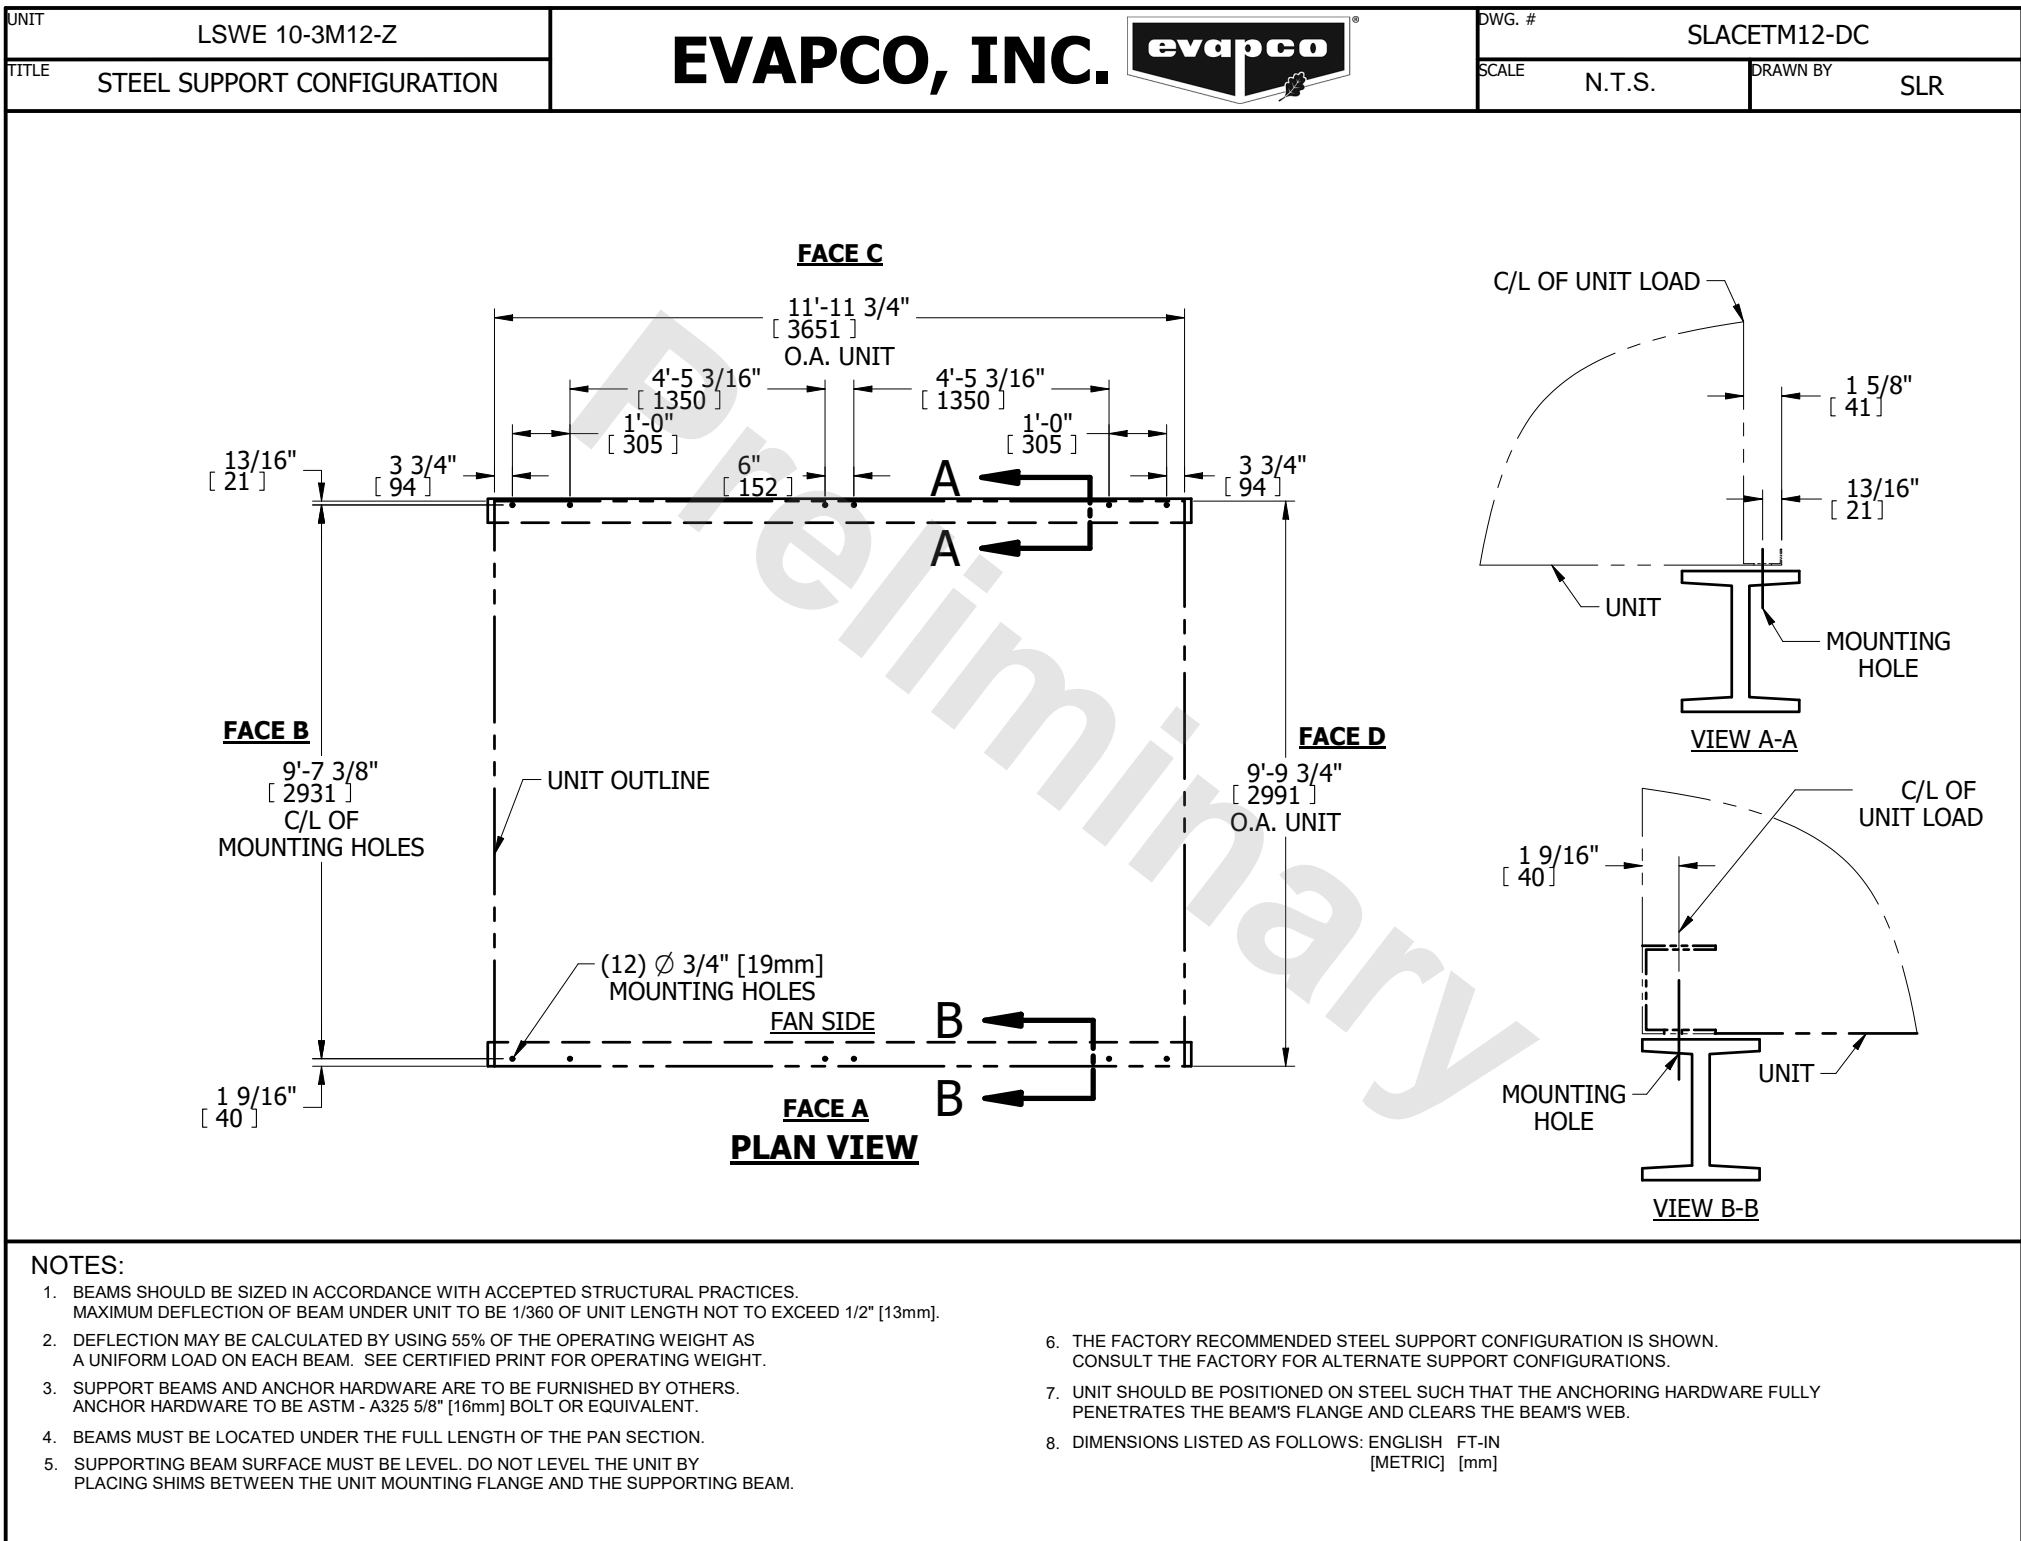 UNIT
LSWE 10-3M12-Z
TITLE
STEEL SUPPORT CONFIGURATION
EVAPCO, INC.
evapco
®
DWG. #
SLACETM12-DC
SCALE
N.T.S.
DRAWN BY
SLR
FACE C
11'-11 3/4"
[ 3651 ]
O.A. UNIT
4'-5 3/16"
[ 1350 ]
4'-5 3/16"
[ 1350 ]
1'-0"
[ 305 ]
1'-0"
[ 305 ]
13/16"
[ 21 ]
3 3/4"
[ 94 ]
6"
[ 152 ]
3 3/4"
[ 94 ]
A
A
FACE B
9'-7 3/8"
[ 2931 ]
C/L OF
MOUNTING HOLES
UNIT OUTLINE
FACE D
9'-9 3/4"
[ 2991 ]
O.A. UNIT
(12) Ø 3/4" [19mm]
MOUNTING HOLES
FAN SIDE
B
B
1 9/16"
[ 40 ]
FACE A
PLAN VIEW
Preliminary
C/L OF UNIT LOAD
1 5/8"
[ 41 ]
13/16"
[ 21 ]
UNIT
MOUNTING
HOLE
VIEW A-A
C/L OF
UNIT LOAD
1 9/16"
[ 40 ]
UNIT
MOUNTING
HOLE
VIEW B-B
NOTES:
1. BEAMS SHOULD BE SIZED IN ACCORDANCE WITH ACCEPTED STRUCTURAL PRACTICES.
MAXIMUM DEFLECTION OF BEAM UNDER UNIT TO BE 1/360 OF UNIT LENGTH NOT TO EXCEED 1/2" [13mm].
2. DEFLECTION MAY BE CALCULATED BY USING 55% OF THE OPERATING WEIGHT AS
A UNIFORM LOAD ON EACH BEAM. SEE CERTIFIED PRINT FOR OPERATING WEIGHT.
3. SUPPORT BEAMS AND ANCHOR HARDWARE ARE TO BE FURNISHED BY OTHERS.
ANCHOR HARDWARE TO BE ASTM - A325 5/8" [16mm] BOLT OR EQUIVALENT.
4. BEAMS MUST BE LOCATED UNDER THE FULL LENGTH OF THE PAN SECTION.
5. SUPPORTING BEAM SURFACE MUST BE LEVEL. DO NOT LEVEL THE UNIT BY
PLACING SHIMS BETWEEN THE UNIT MOUNTING FLANGE AND THE SUPPORTING BEAM.
6. THE FACTORY RECOMMENDED STEEL SUPPORT CONFIGURATION IS SHOWN.
CONSULT THE FACTORY FOR ALTERNATE SUPPORT CONFIGURATIONS.
7. UNIT SHOULD BE POSITIONED ON STEEL SUCH THAT THE ANCHORING HARDWARE FULLY
PENETRATES THE BEAM'S FLANGE AND CLEARS THE BEAM'S WEB.
8. DIMENSIONS LISTED AS FOLLOWS: ENGLISH FT-IN
[METRIC] [mm]